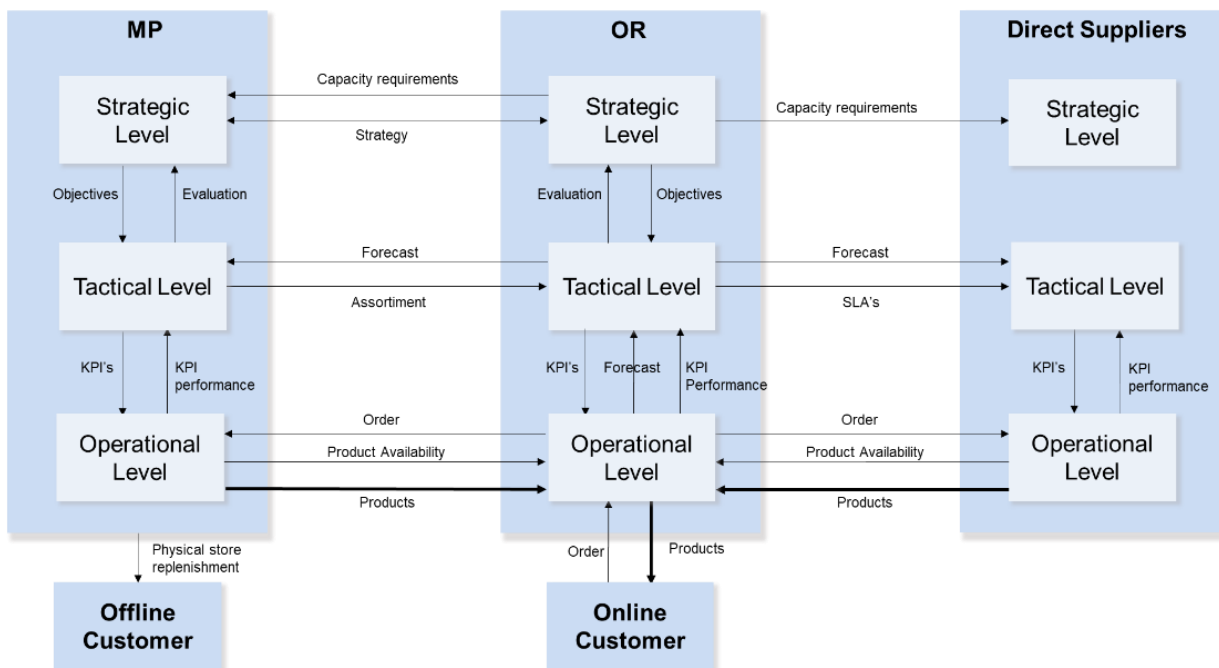 MP
OR
Direct Suppliers
Capacity requirements
Strategic
Level
Strategic
Level
Capacity requirements
Strategic
Level
Strategy
Objectives
Evaluation
Evaluation
Objectives
Forecast
Forecast
Tactical Level
Tactical Level
Tactical Level
Assortiment
SLA's
KPI's
KPI
performance
KPI's
Forecast
KPI
Performance
KPI's
KPI
performance
Order
Order
Operational
Level
Product Availability
Operational
Level
Product Availability
Operational
Level
Products
Products
Physical store
replenishment
Order
Products
Offline
Customer
Online
Customer